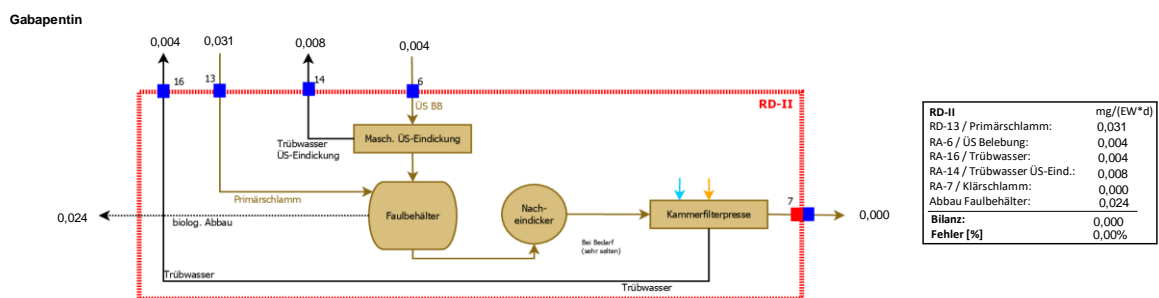 Gabapentin
0,004
0,031
0,008
0,004
16
13
14
6
ÜS BB
RD-II
Trübwasser
ÜS-Eindickung
Masch. ÜS-Eindickung
Primärschlamm
0,024
biolog. Abbau
Faulbehälter
Nach-
eindicker
Kammerfilterpresse
7
0,000
Bei Bedarf
(sehr selten)
Trübwasser
Trübwasser
RD-II mg/(EW*d)
RD-13 / Primärschlamm: 0,031
RA-6 / ÜS Belebung: 0,004
RA-16 / Trübwasser: 0,004
RA-14 / Trübwasser ÜS-Eind.: 0,008
RA-7 / Klärschlamm: 0,000
Abbau Faulbehälter: 0,024
Bilanz: 0,000
Fehler [%] 0,00%